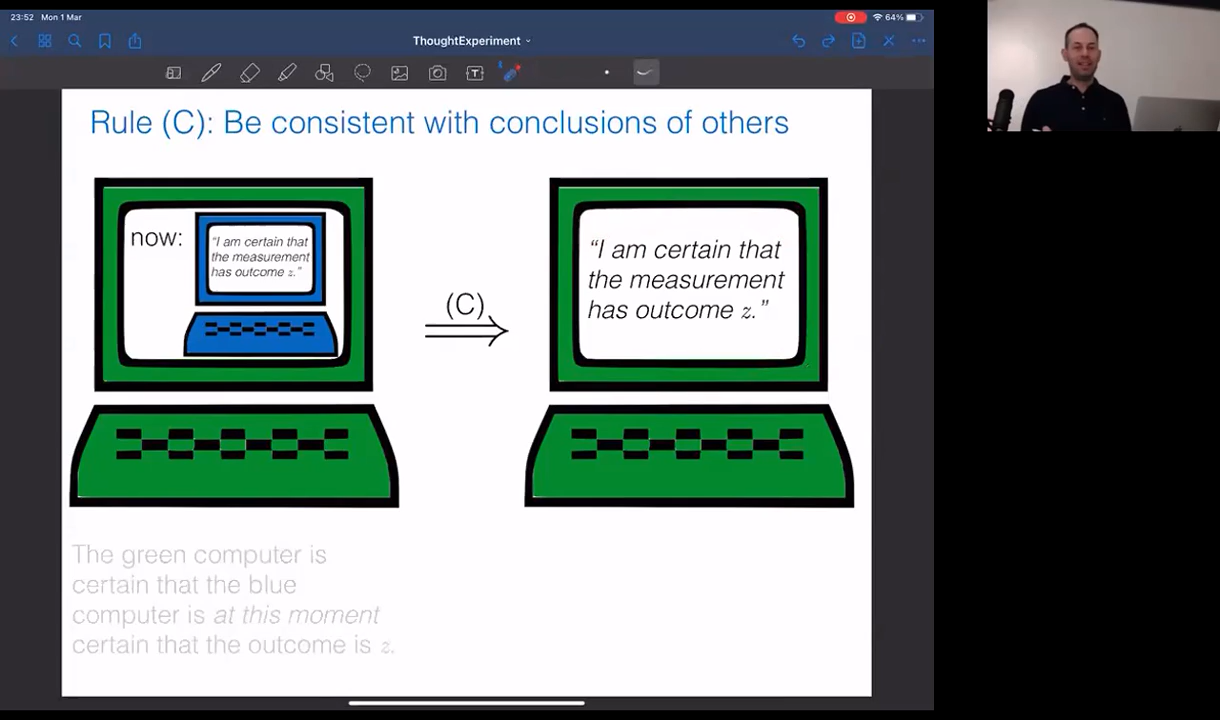 23:52 Mon 1 Mar
64%
ThoughtExperiment
Rule (C): Be consistent with conclusions of others
now:
"I am certain that
the measurement
has outcome z."
(C)
"I am certain that
the measurement
has outcome z."
The green computer is
certain that the blue
computer is at this moment
certain that the outcome is z.